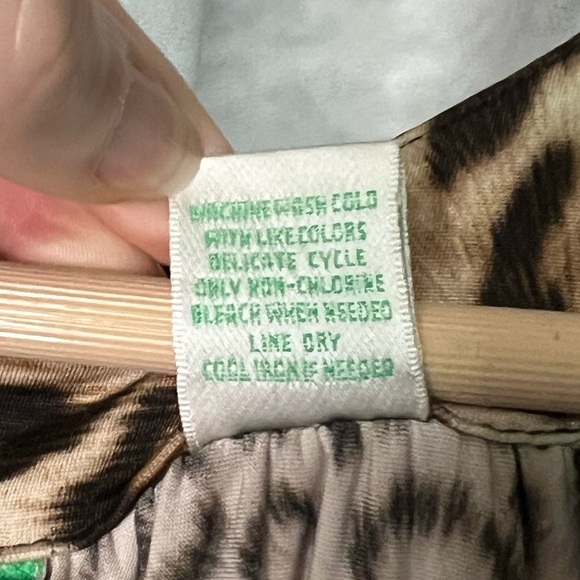 MACHINE WASH COLD
WITH LIKE COLORS
DELICATE CYCLE
ONLY NON-CHLORINE
BLEACH WHEN NEEDED
LINE DRY
COOL IRON IF NEEDED